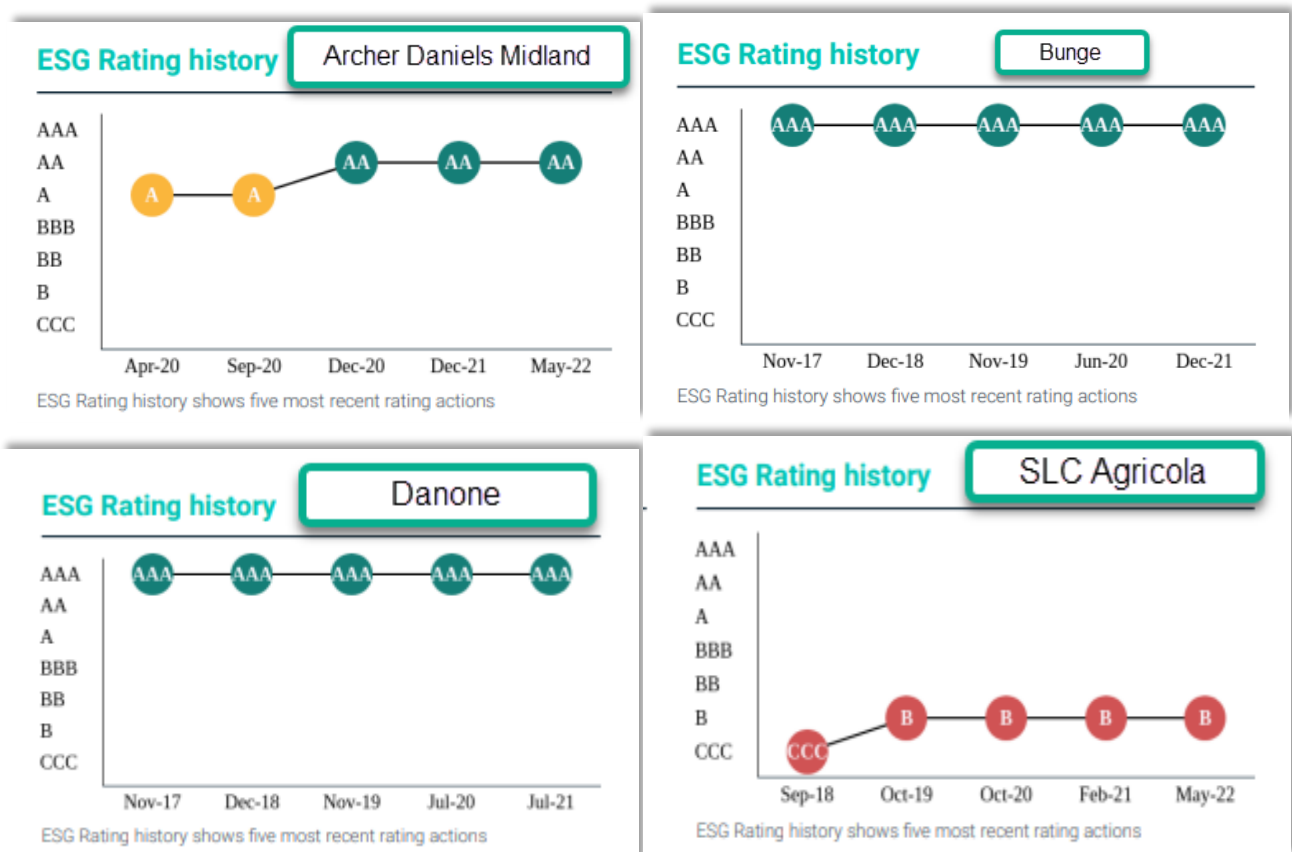 ESG Rating history Archer Daniels Midland
AAA
AA AA AA AA
A A A
BBB
BB
B
CCC
Apr-20 Sep-20 Dec-20 Dec-21 May-22
ESG Rating history shows five most recent rating actions
ESG Rating history Bunge
AAA AAA AAA AAA AAA AAA
AA
A
BBB
BB
B
CCC
Nov-17 Dec-18 Nov-19 Jun-20 Dec-21
ESG Rating history shows five most recent rating actions
ESG Rating history Danone
AAA AAA AAA AAA AAA AAA
AA
A
BBB
BB
B
CCC
Nov-17 Dec-18 Nov-19 Jul-20 Jul-21
ESG Rating history shows five most recent rating actions
ESG Rating history SLC Agricola
AAA
AA
A
BBB
BB
B B B B B
CCC CCC
Sep-18 Oct-19 Oct-20 Feb-21 May-22
ESG Rating history shows five most recent rating actions